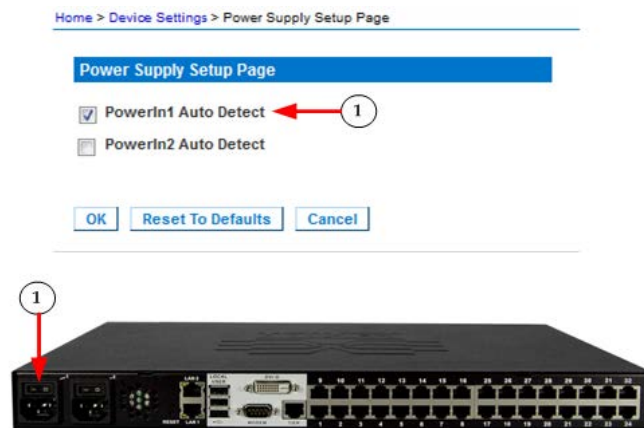 Home > Device Settings > Power Supply Setup Page
Power Supply Setup Page
PowerIn1 Auto Detect
1
PowerIn2 Auto Detect
OK
Reset To Defaults
Cancel
1
LAN 2
LOCAL USER
DVI-D
9 10 11 12 13 14 15 16 25 26 27 28 29 30 31 32
RESET LAN 1
MODEM
1 2 3 4 5 6 7 8 17 18 19 20 21 22 23 24